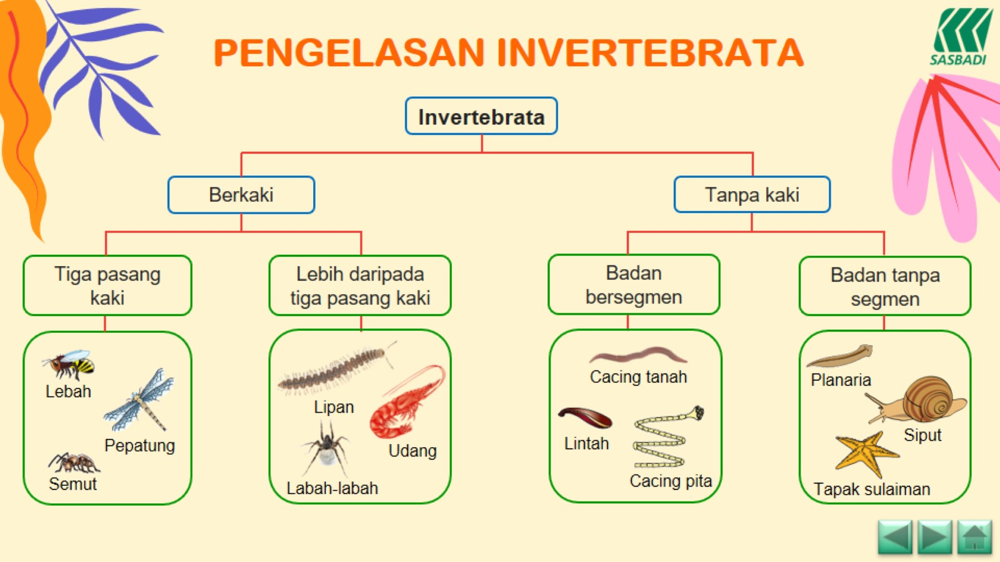 PENGELASAN INVERTEBRATA
SASBADI
Invertebrata
Berkaki
Tanpa kaki
Tiga pasang
kaki
Lebih daripada
tiga pasang kaki
Badan
bersegmen
Badan tanpa
segmen
Lebah
Pepatung
Semut
Lipan
Udang
Labah-labah
Cacing tanah
Lintah
Cacing pita
Planaria
Siput
Tapak sulaiman